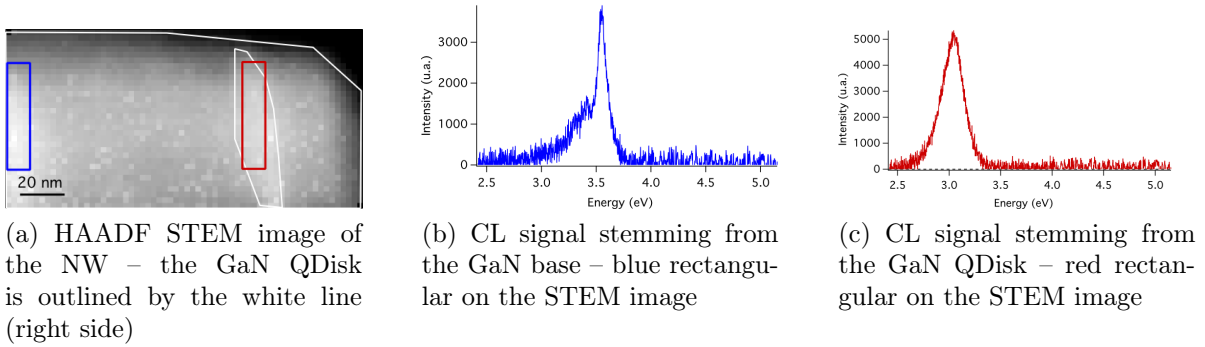 20 nm
Intensity (u.a.)
3000
2000
1000
0
2.5 3.0 3.5 4.0 4.5 5.0
Energy (eV)
Intensity (u.a.)
5000
4000
3000
2000
1000
0
2.5 3.0 3.5 4.0 4.5 5.0
Energy (eV)
(a) HAADF STEM image of
the NW – the GaN QDisk
is outlined by the white line
(right side)
(b) CL signal stemming from
the GaN base – blue rectangu-
lar on the STEM image
(c) CL signal stemming from
the GaN QDisk – red rectan-
gular on the STEM image